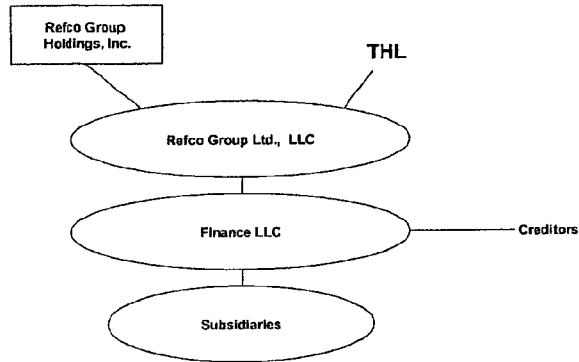 Refco Group
Holdings, Inc.
THL
Refco Group Ltd., LLC
Finance LLC
Creditors
Subsidiaries